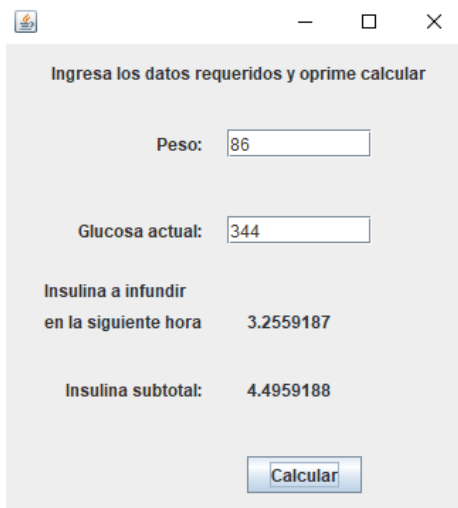 Ingresa los datos requeridos y oprime calcular
Peso: 86
Glucosa actual: 344
Insulina a infundir
en la siguiente hora 3.2559187
Insulina subtotal: 4.4959188
Calcular